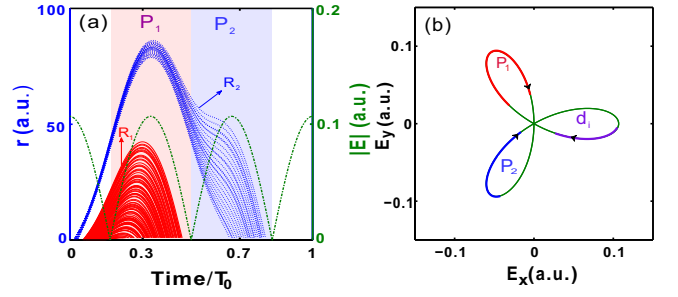 (a)
P1
P2
100
50
0
r (a.u.)
R1
R2
0.2
0.1
0
|E| (a.u.)
0
0.3
0.7
1
Time/T0
(b)
P1
P2
di
0.1
0
−0.1
Ey (a.u.)
−0.1
0
0.1
Ex(a.u.)